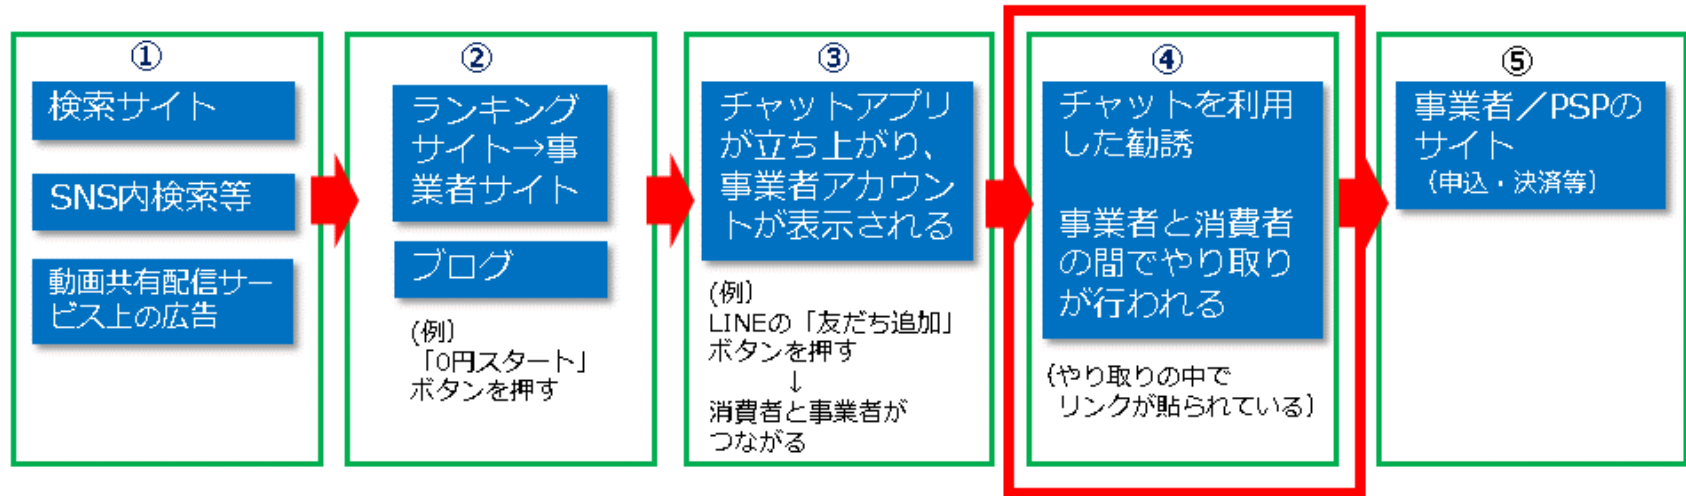 ①
検索サイト
SNS内検索等
動画共有配信サー
ビス上の広告
②
ランキング
サイト→事
業者サイト
ブログ
(例)
「0円スタート」
ボタンを押す
③
チャットアプリ
が立ち上がり、
事業者アカウン
トが表示される
(例)
LINEの「友だち追加」
ボタンを押す
↓
消費者と事業者が
つながる
④
チャットを利用
した勧誘
事業者と消費者
の間でやり取り
が行われる
(やり取りの中で
リンクが貼られている)
⑤
事業者／PSPの
サイト
(申込・決済等)